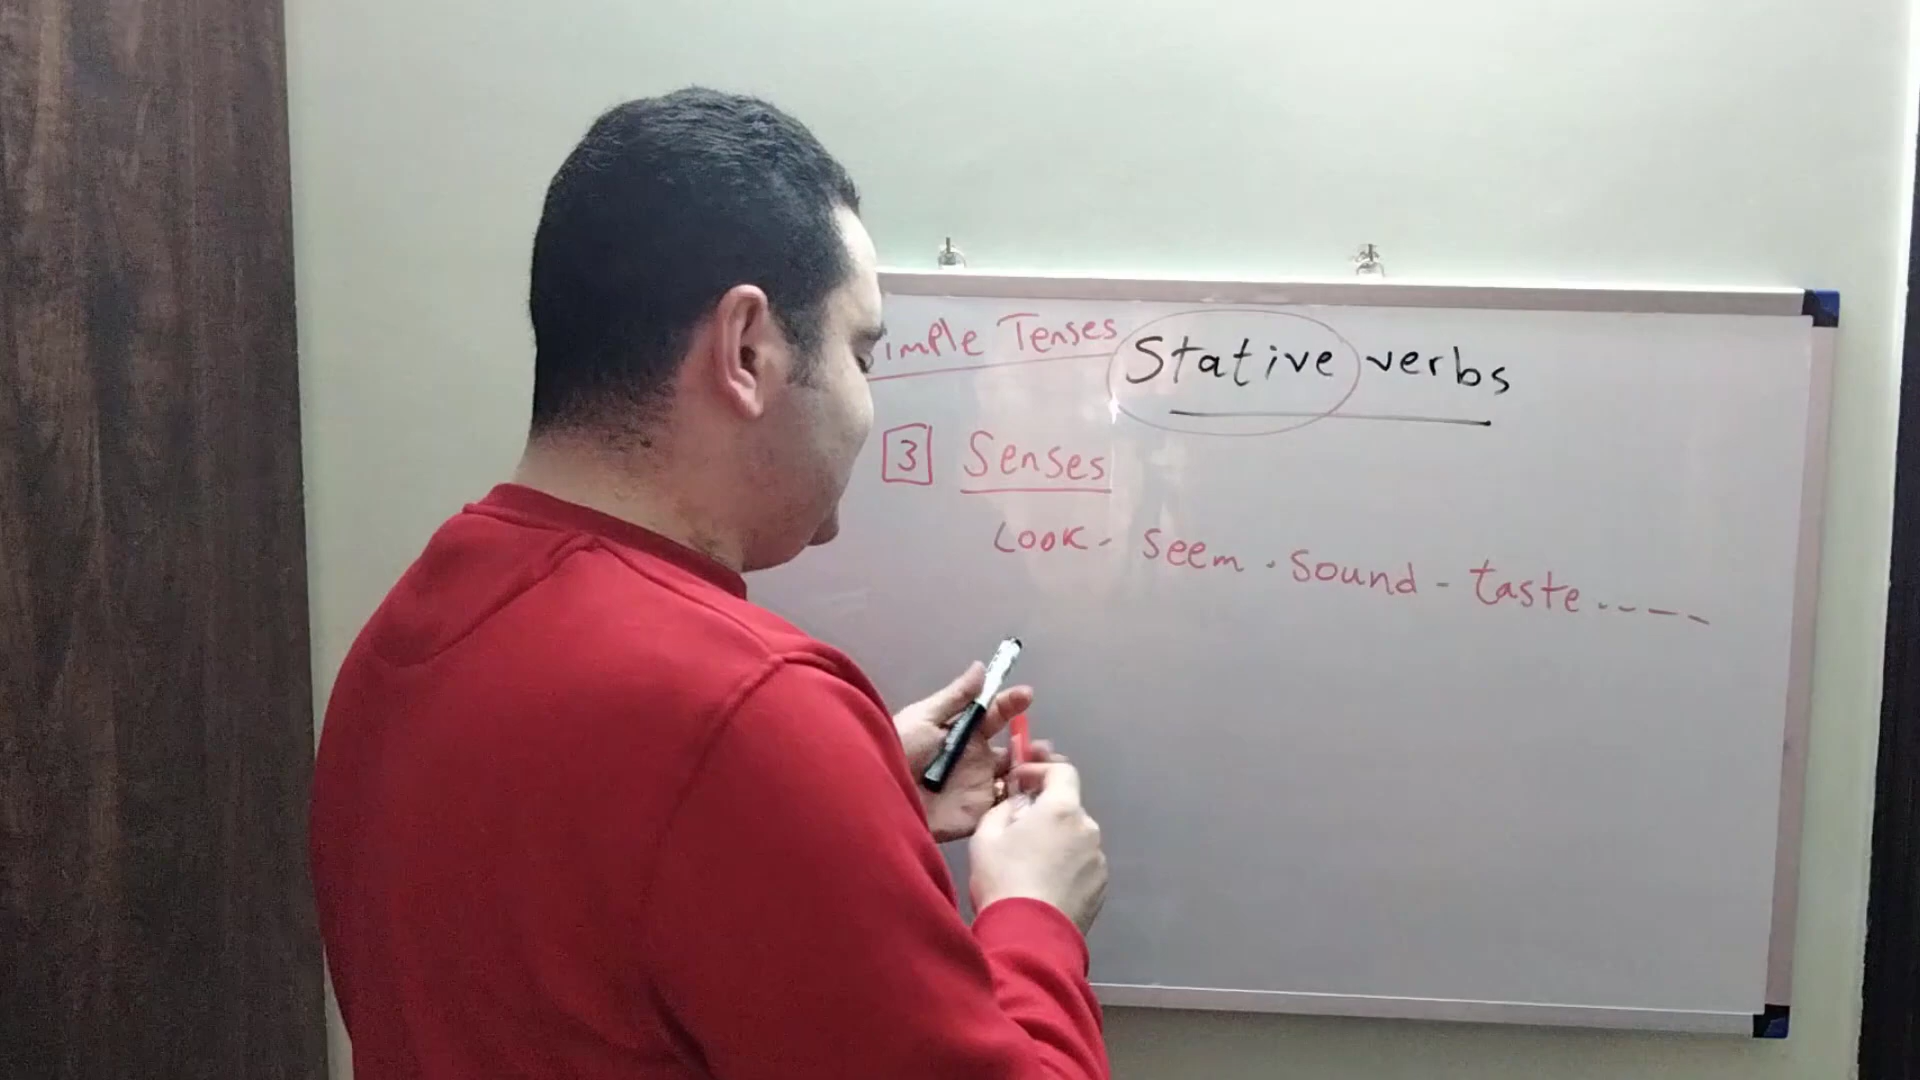 imple Tenses Stative verbs
3 Senses
Look - seem - sound - taste ----